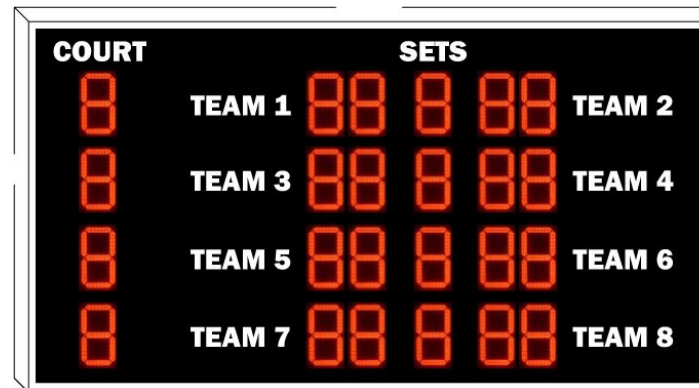 COURT SETS
8 TEAM 1 88 8 88 TEAM 2
8 TEAM 3 88 8 88 TEAM 4
8 TEAM 5 88 8 88 TEAM 6
8 TEAM 7 88 8 88 TEAM 8